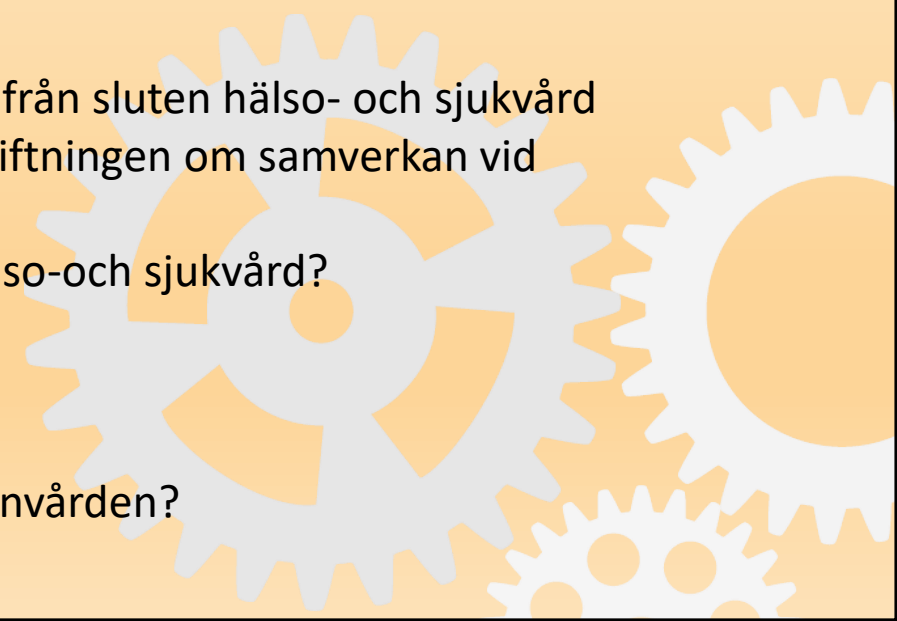 från sluten hälso- och sjukvård
iftningen om samverkan vid
so-och sjukvård?
nvården?